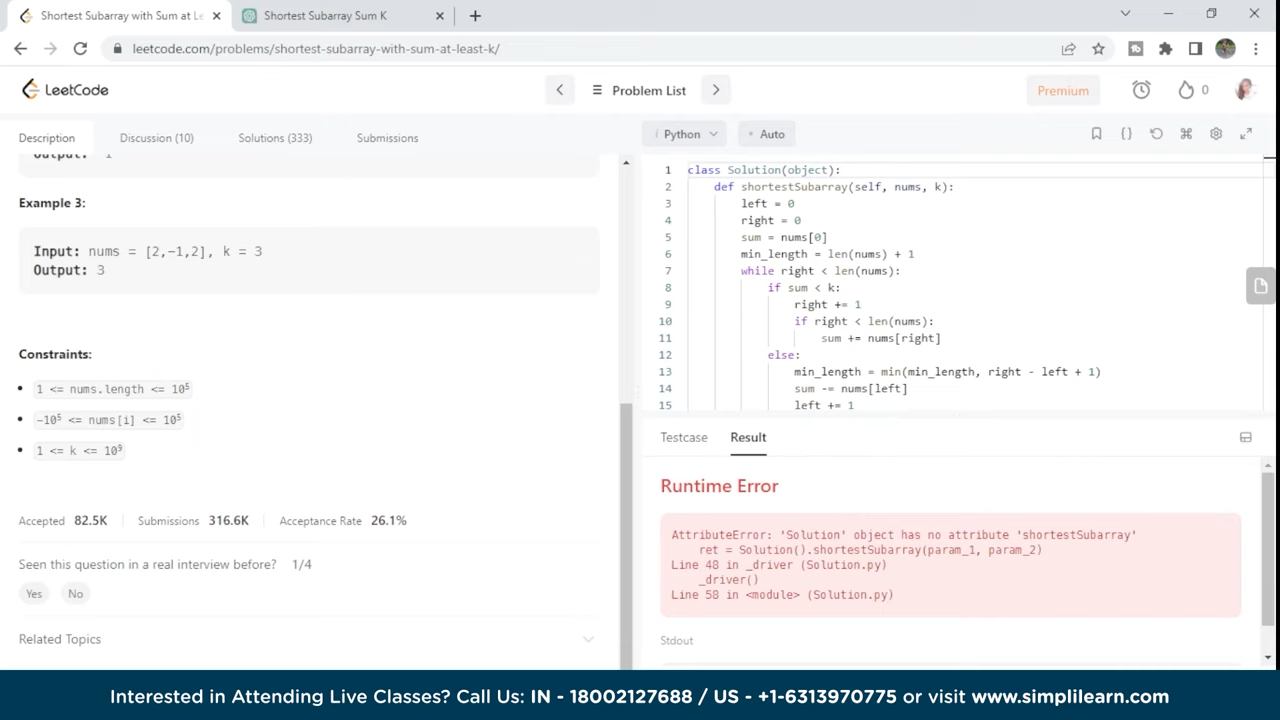 Shortest Subarray with Sum at Le
Shortest Subarray Sum K
leetcode.com/problems/shortest-subarray-with-sum-at-least-k/
LeetCode
Problem List
Premium
0
Description
Discussion (10)
Solutions (333)
Submissions
Python
Auto
Output: 1
Example 3:
Input: nums = [2,-1,2], k = 3
Output: 3
Constraints:
1 <= nums.length <= 10⁵
-10⁵ <= nums[i] <= 10⁵
1 <= k <= 10⁹
Accepted 82.5K Submissions 316.6K Acceptance Rate 26.1%
Seen this question in a real interview before? 1/4
Yes No
Related Topics
1 class Solution(object):
2 def shortestSubarray(self, nums, k):
3 left = 0
4 right = 0
5 sum = nums[0]
6 min_length = len(nums) + 1
7 while right < len(nums):
8 if sum < k:
9 right += 1
10 if right < len(nums):
11 sum += nums[right]
12 else:
13 min_length = min(min_length, right - left + 1)
14 sum -= nums[left]
15 left += 1
Testcase
Result
Runtime Error
AttributeError: 'Solution' object has no attribute 'shortestSubarray'
ret = Solution().shortestSubarray(param_1, param_2)
Line 48 in _driver (Solution.py)
_driver()
Line 58 in <module> (Solution.py)
Stdout
Interested in Attending Live Classes? Call Us: IN - 18002127688 / US - +1-6313970775 or visit www.simplilearn.com